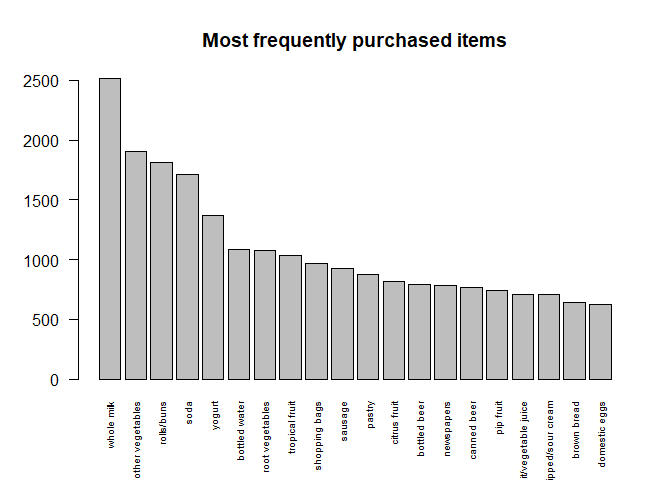 Most frequently purchased items
2500
2000
1500
1000
500
0
whole milk
other vegetables
rolls/buns
soda
yogurt
bottled water
root vegetables
tropical fruit
shopping bags
sausage
pastry
citrus fruit
bottled beer
newspapers
canned beer
pip fruit
it/vegetable juice
ipped/sour cream
brown bread
domestic eggs